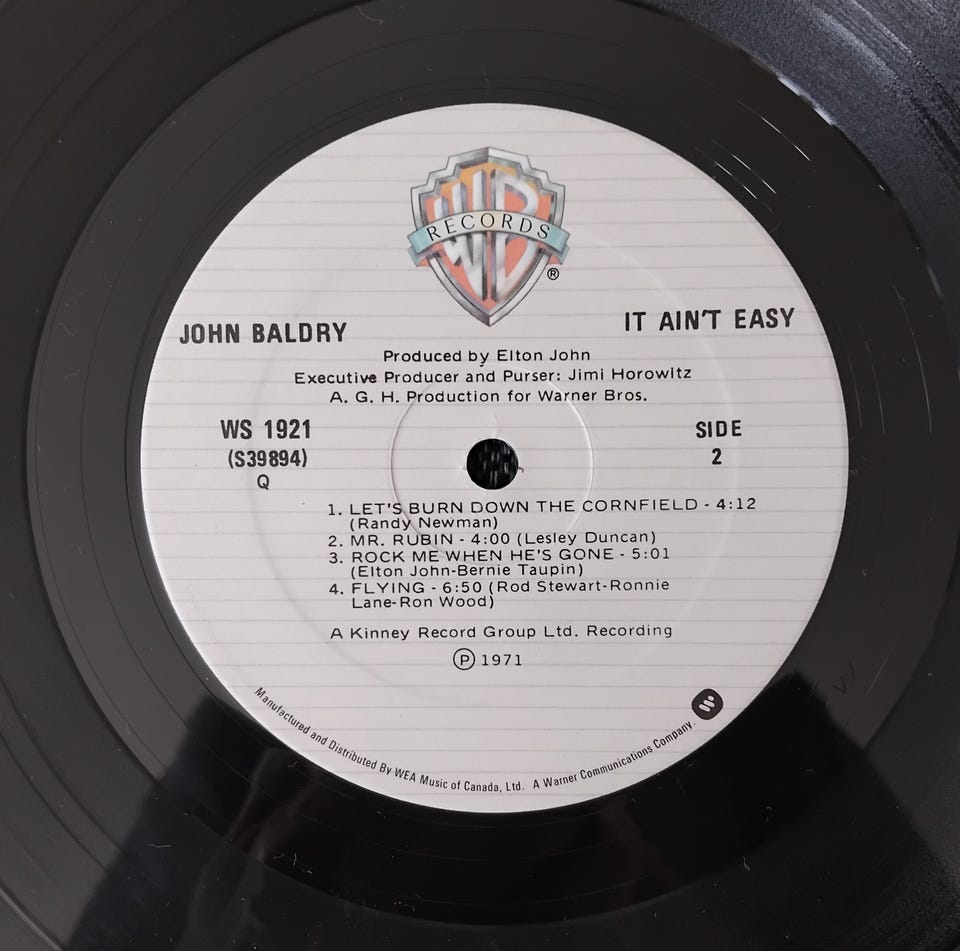 WB
RECORDS
®
JOHN BALDRY
IT AIN'T EASY
Produced by Elton John
Executive Producer and Purser: Jimi Horowitz
A. G. H. Production for Warner Bros.
WS 1921
(S39894)
Q
SIDE
2
1. LET'S BURN DOWN THE CORNFIELD - 4:12
(Randy Newman)
2. MR. RUBIN - 4:00 (Lesley Duncan)
3. ROCK ME WHEN HE'S GONE - 5:01
(Elton John-Bernie Taupin)
4. FLYING - 6:50 (Rod Stewart-Ronnie
Lane-Ron Wood)
A Kinney Record Group Ltd. Recording
℗ 1971
Manufactured and Distributed By WEA Music of Canada, Ltd. A Warner Communications Company.